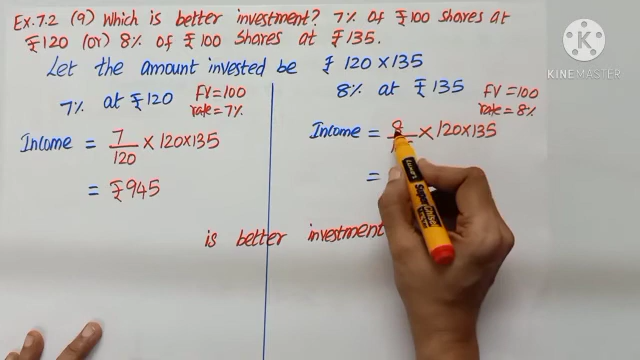 Ex.7.2 (9) Which is better investment? 7% of ₹100 shares at
₹120 (or) 8% of ₹100 shares at ₹135.
Let the amount invested be ₹ 120 × 135
7% at ₹120
FV=100
rate=7%
Income = 7/120 × 120×135
= ₹945
8% at ₹135
FV=100
rate=8%
Income = 8/ × 120×135
=
is better investment
KINEMASTER